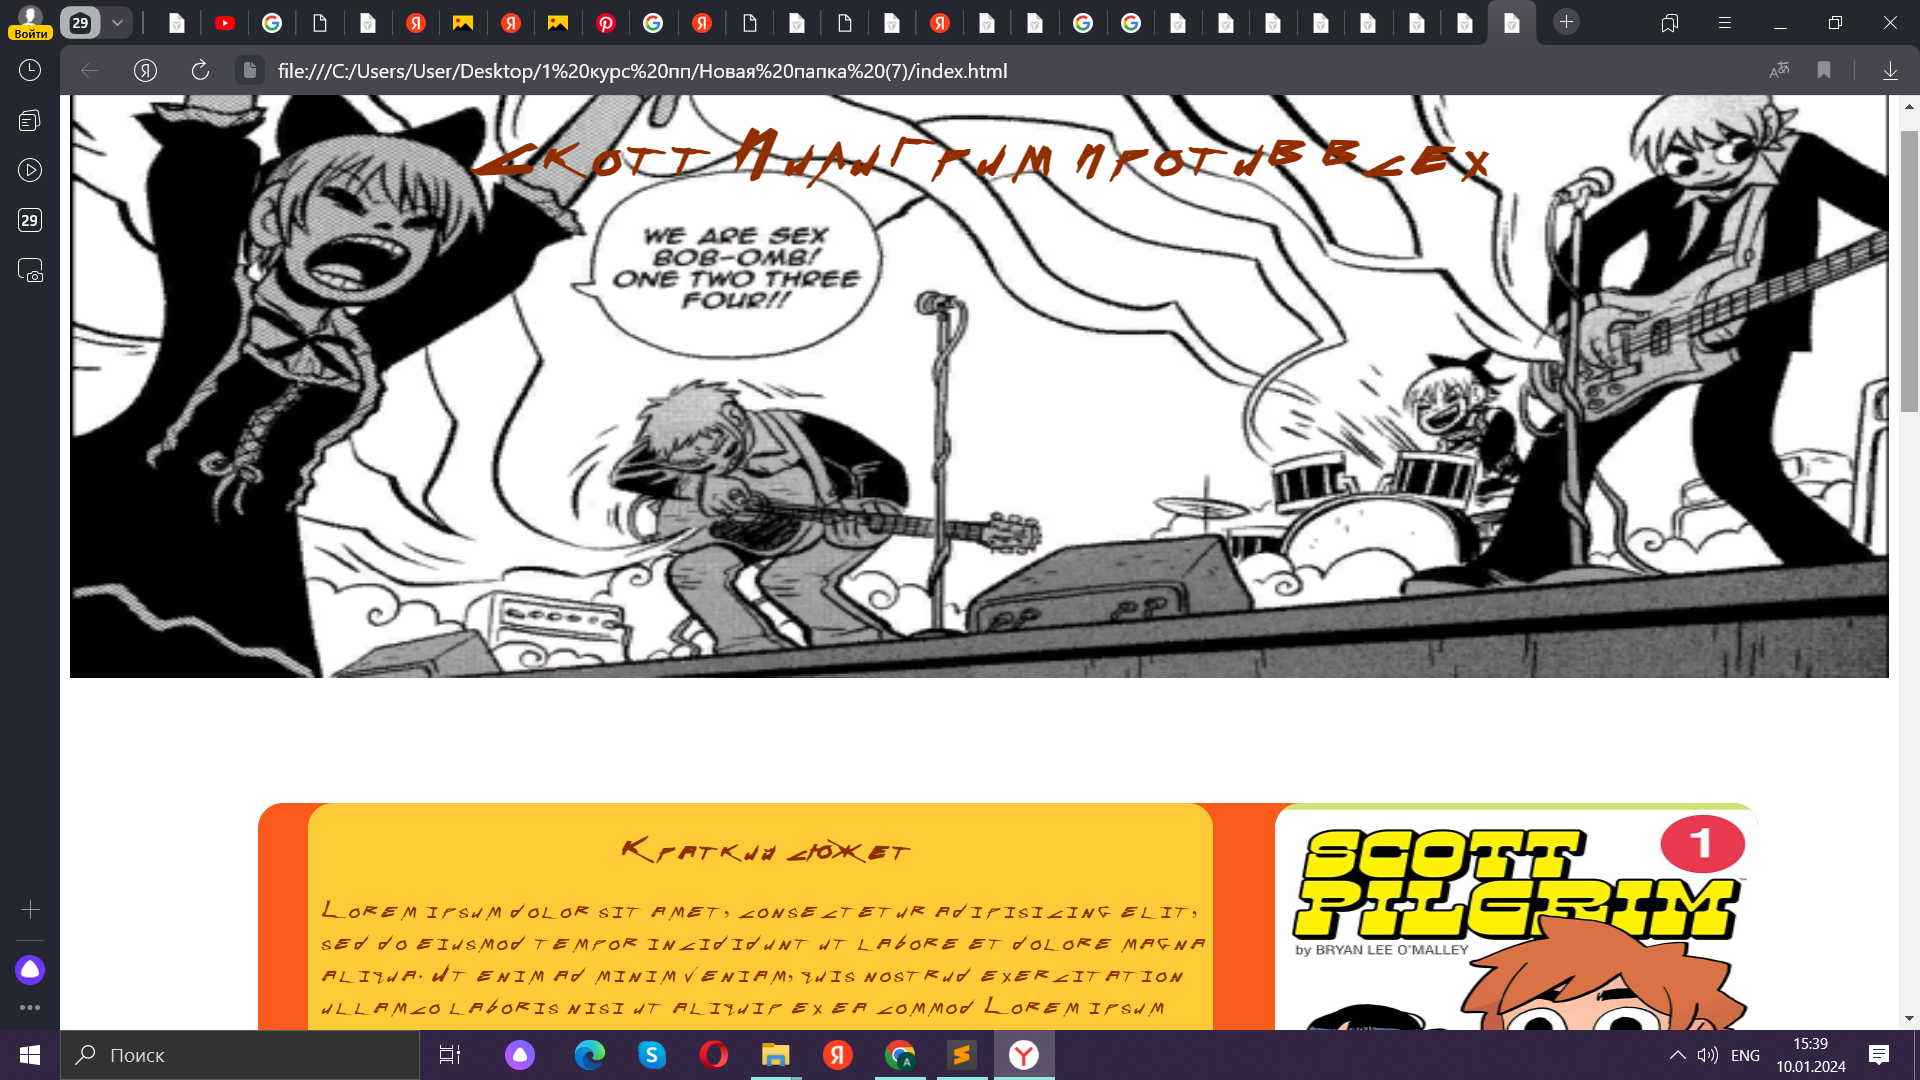 Войти
29
file:///C:/Users/User/Desktop/1%20курс%20пп/Новая%20папка%20(7)/index.html
29
Скотт Пилигрим против всех
WE ARE SEX
BOB-OMB!
ONE TWO THREE
FOUR!!
Краткий сюжет
Lorem ipsum dolor sit amet, consectetur adipisicing elit,
sed do eiusmod tempor incididunt ut labore et dolore magna
aliqua. Ut enim ad minim veniam, quis nostrud exercitation
ullamco laboris nisi ut aliquip ex ea commod Lorem ipsum
SCOTT
PILGRIM
1
by BRYAN LEE O'MALLEY
Поиск
ENG
15:39
10.01.2024